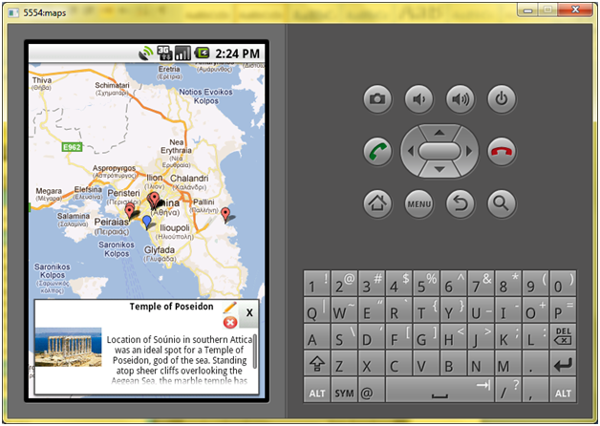 5554:maps
3G
2:24 PM
Thiva
(Θήβα)
Schimatari
(Σχηματάρι)
Eretria
(Ερέτρια)
Notios Evoikos
Kolpos
E962
Nea
Erythraia
(Νέα
Ερυθραία)
Aspropyrgos
(Ασπρόπυργος)
Ilion
(Ίλιον)
Chalandri
(Χαλάνδρι)
Megara
(Μέγαρα)
Elefsina
(Ελευσίνα)
Peristeri
(Περιστέρι)
(Αθήνα)
Pallini
(Παλλήνη)
Salamina
(Σαλαμίνα)
Peiraias
(Πειραιάς)
Ilioupoli
(Ηλιούπολη)
Saronikos
Kolpos
Glyfada
(Γλυφάδα)
Saronikos
Kolpos
Temple of Poseidon
X
Location of Soúnio in southern Attica
was an ideal spot for a Temple of
Poseidon, god of the sea. Standing
atop sheer cliffs overlooking the
Aegean Sea, the marble temple has
MENU
1 ! 2 @ 3 # 4 $ 5 % 6 ^ 7 & 8 * 9 ( 0 )
Q | W ~ E " R ` T { Y } U _ I - O + P =
A S \ D ' F [ G ] H < J > K ; L : DEL
Z X C V B N M .
ALT SYM @ / ? , ALT